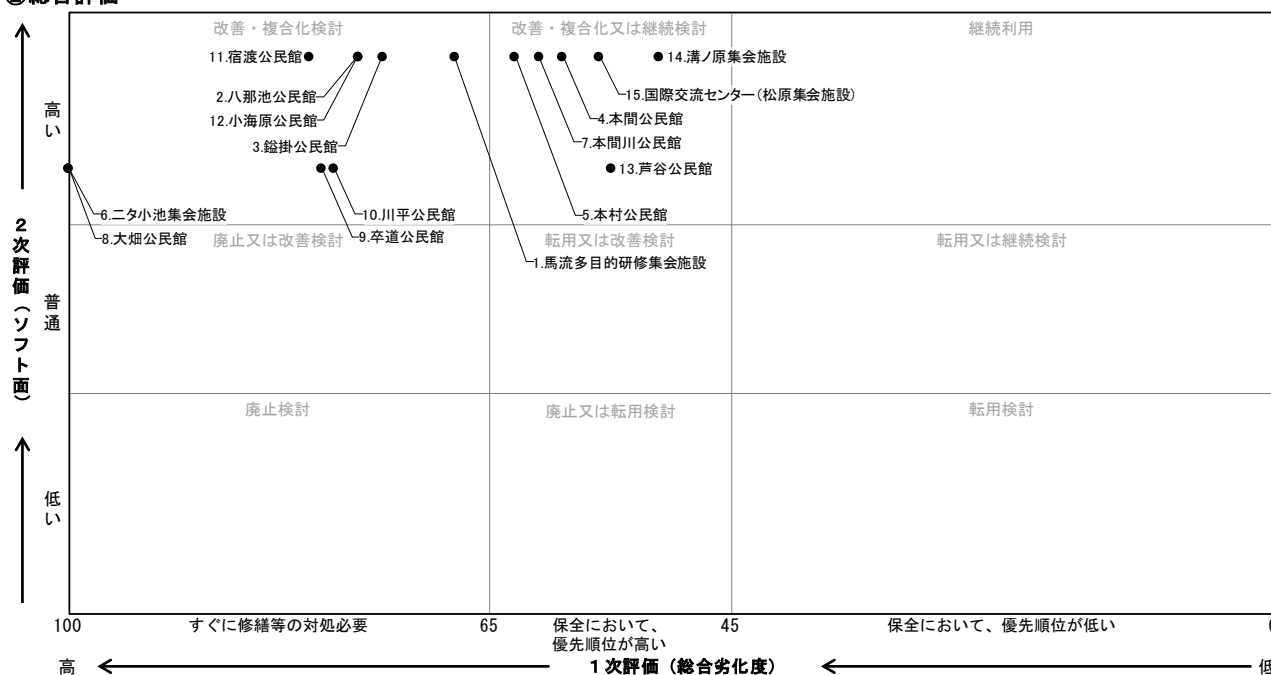 ②総合評価
改善・複合化検討
改善・複合化又は継続検討
継続利用
11.宿渡公民館
14.溝ノ原集会施設
2.八那池公民館
15.国際交流センター(松原集会施設)
12.小海原公民館
4.本間公民館
3.鎰掛公民館
7.本間川公民館
13.芦谷公民館
6.二タ小池集会施設
10.川平公民館
5.本村公民館
8.大畑公民館
9.卒道公民館
廃止又は改善検討
転用又は改善検討
転用又は継続検討
1.馬流多目的研修集会施設
廃止検討
廃止又は転用検討
転用検討
高い
普通
低い
2次評価(ソフト面)
100
すぐに修繕等の対処必要
65
保全において、
優先順位が高い
45
保全において、優先順位が低い
高
1次評価(総合劣化度)
低